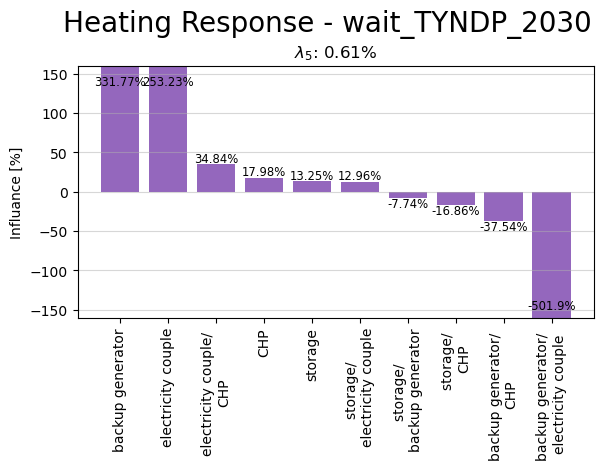 Heating Response - wait_TYNDP_2030
λ5: 0.61%
Influance [%]
150
100
50
0
−50
−100
−150
331.77%
253.23%
34.84%
17.98%
13.25%
12.96%
-7.74%
-16.86%
-37.54%
-501.9%
backup generator
electricity couple
electricity couple/
CHP
CHP
storage
storage/
electricity couple
storage/
backup generator
storage/
CHP
backup generator/
CHP
backup generator/
electricity couple